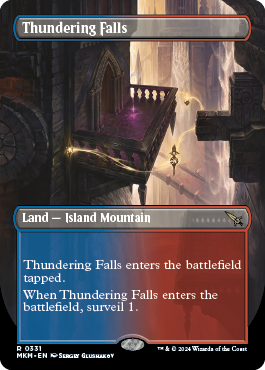 Thundering Falls
Land — Island Mountain
Thundering Falls enters the battlefield
tapped.
When Thundering Falls enters the
battlefield, surveil 1.
R 0331
MKM • EN Sergey Glushakov
™ & © 2024 Wizards of the Coast